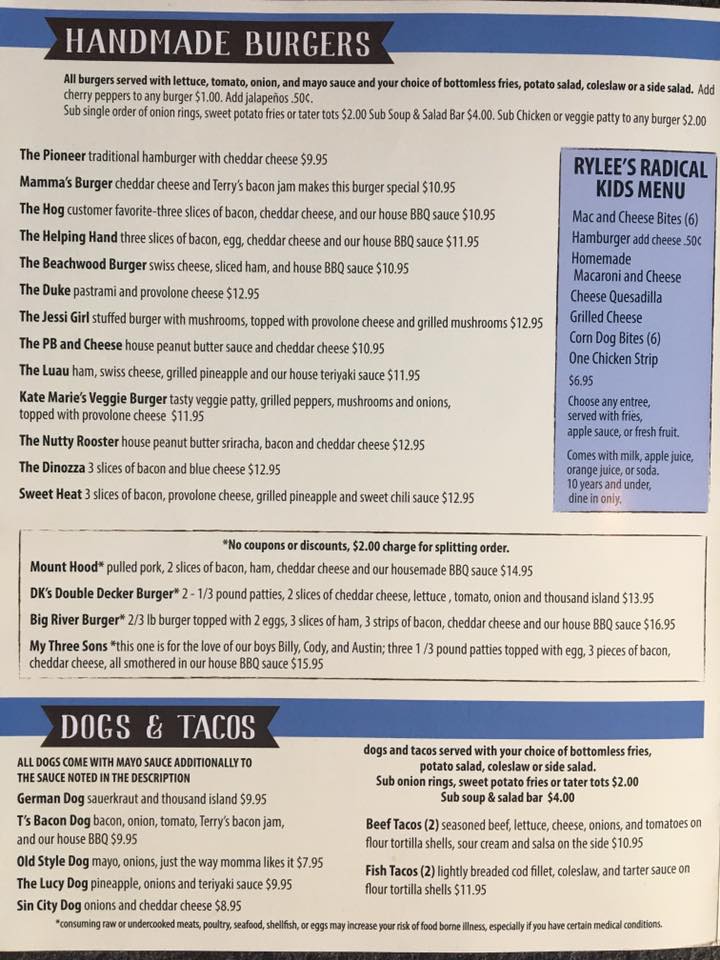 HANDMADE BURGERS
All burgers served with lettuce, tomato, onion, and mayo sauce and your choice of bottomless fries, potato salad, coleslaw or a side salad. Add
cherry peppers to any burger $1.00. Add jalapeños .50¢.
Sub single order of onion rings, sweet potato fries or tater tots $2.00 Sub Soup & Salad Bar $4.00. Sub Chicken or veggie patty to any burger $2.00
The Pioneer traditional hamburger with cheddar cheese $9.95
Mamma's Burger cheddar cheese and Terry's bacon jam makes this burger special $10.95
The Hog customer favorite-three slices of bacon, cheddar cheese, and our house BBQ sauce $10.95
The Helping Hand three slices of bacon, egg, cheddar cheese and our house BBQ sauce $11.95
The Beachwood Burger swiss cheese, sliced ham, and house BBQ sauce $10.95
The Duke pastrami and provolone cheese $12.95
The Jessi Girl stuffed burger with mushrooms, topped with provolone cheese and grilled mushrooms $12.95
The PB and Cheese house peanut butter sauce and cheddar cheese $10.95
The Luau ham, swiss cheese, grilled pineapple and our house teriyaki sauce $11.95
Kate Marie's Veggie Burger tasty veggie patty, grilled peppers, mushrooms and onions,
topped with provolone cheese $11.95
The Nutty Rooster house peanut butter sriracha, bacon and cheddar cheese $12.95
The Dinozza 3 slices of bacon and blue cheese $12.95
Sweet Heat 3 slices of bacon, provolone cheese, grilled pineapple and sweet chili sauce $12.95
RYLEE'S RADICAL
KIDS MENU
Mac and Cheese Bites (6)
Hamburger add cheese .50¢
Homemade
Macaroni and Cheese
Cheese Quesadilla
Grilled Cheese
Corn Dog Bites (6)
One Chicken Strip
$6.95
Choose any entree,
served with fries,
apple sauce, or fresh fruit.
Comes with milk, apple juice,
orange juice, or soda.
10 years and under,
dine in only.
*No coupons or discounts, $2.00 charge for splitting order.
Mount Hood* pulled pork, 2 slices of bacon, ham, cheddar cheese and our housemade BBQ sauce $14.95
DK's Double Decker Burger* 2 - 1/3 pound patties, 2 slices of cheddar cheese, lettuce , tomato, onion and thousand island $13.95
Big River Burger* 2/3 lb burger topped with 2 eggs, 3 slices of ham, 3 strips of bacon, cheddar cheese and our house BBQ sauce $16.95
My Three Sons *this one is for the love of our boys Billy, Cody, and Austin; three 1 /3 pound patties topped with egg, 3 pieces of bacon,
cheddar cheese, all smothered in our house BBQ sauce $15.95
DOGS & TACOS
ALL DOGS COME WITH MAYO SAUCE ADDITIONALLY TO
THE SAUCE NOTED IN THE DESCRIPTION
German Dog sauerkraut and thousand island $9.95
T's Bacon Dog bacon, onion, tomato, Terry's bacon jam,
and our house BBQ $9.95
Old Style Dog mayo, onions, just the way momma likes it $7.95
The Lucy Dog pineapple, onions and teriyaki sauce $9.95
Sin City Dog onions and cheddar cheese $8.95
dogs and tacos served with your choice of bottomless fries,
potato salad, coleslaw or side salad.
Sub onion rings, sweet potato fries or tater tots $2.00
Sub soup & salad bar $4.00
Beef Tacos (2) seasoned beef, lettuce, cheese, onions, and tomatoes on
flour tortilla shells, sour cream and salsa on the side $10.95
Fish Tacos (2) lightly breaded cod fillet, coleslaw, and tarter sauce on
flour tortilla shells $11.95
*consuming raw or undercooked meats, poultry, seafood, shellfish, or eggs may increase your risk of food borne illness, especially if you have certain medical conditions.